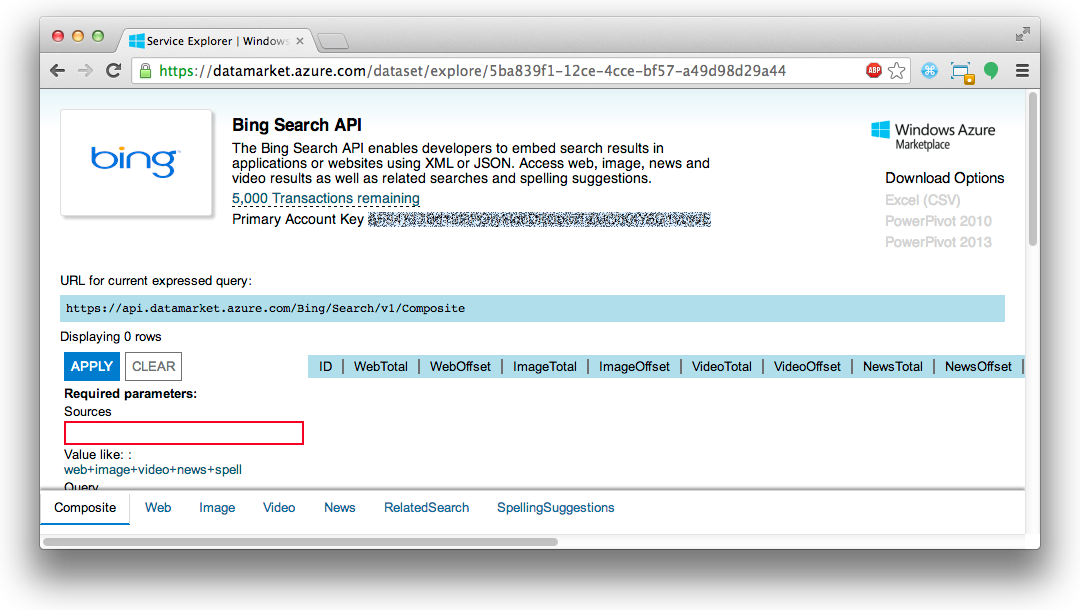 Service Explorer | Windows
https://datamarket.azure.com/dataset/explore/5ba839f1-12ce-4cce-bf57-a49d98d29a44
ABP
bing
Bing Search API
The Bing Search API enables developers to embed search results in
applications or websites using XML or JSON. Access web, image, news and
video results as well as related searches and spelling suggestions.
5,000 Transactions remaining
Primary Account Key
Windows Azure
Marketplace
Download Options
Excel (CSV)
PowerPivot 2010
PowerPivot 2013
URL for current expressed query:
https://api.datamarket.azure.com/Bing/Search/v1/Composite
Displaying 0 rows
APPLY CLEAR
ID | WebTotal | WebOffset | ImageTotal | ImageOffset | VideoTotal | VideoOffset | NewsTotal | NewsOffset |
Required parameters:
Sources
Value like: :
web+image+video+news+spell
Query
Composite Web Image Video News RelatedSearch SpellingSuggestions